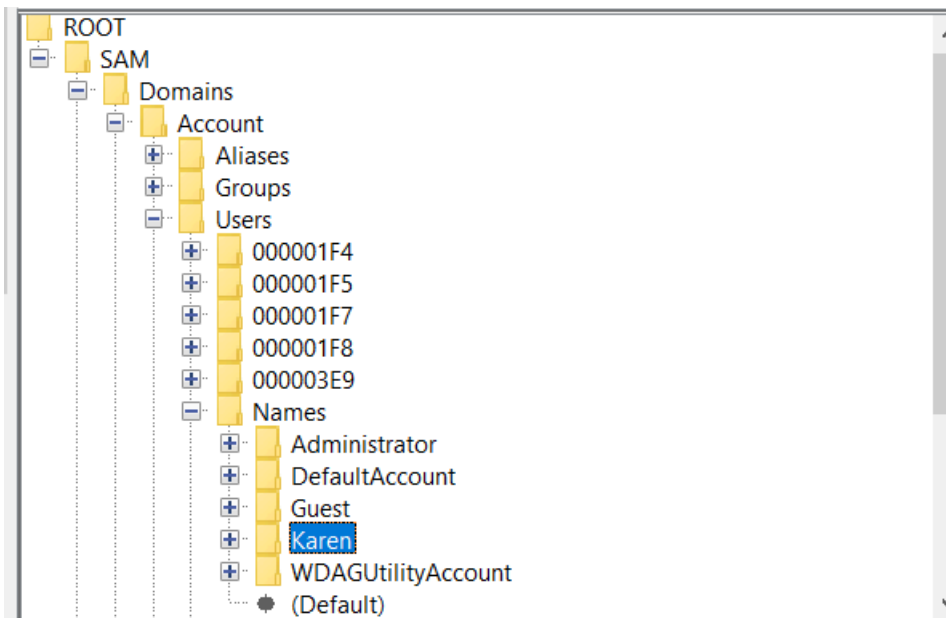 ROOT
SAM
Domains
Account
Aliases
Groups
Users
000001F4
000001F5
000001F7
000001F8
000003E9
Names
Administrator
DefaultAccount
Guest
Karen
WDAGUtilityAccount
(Default)